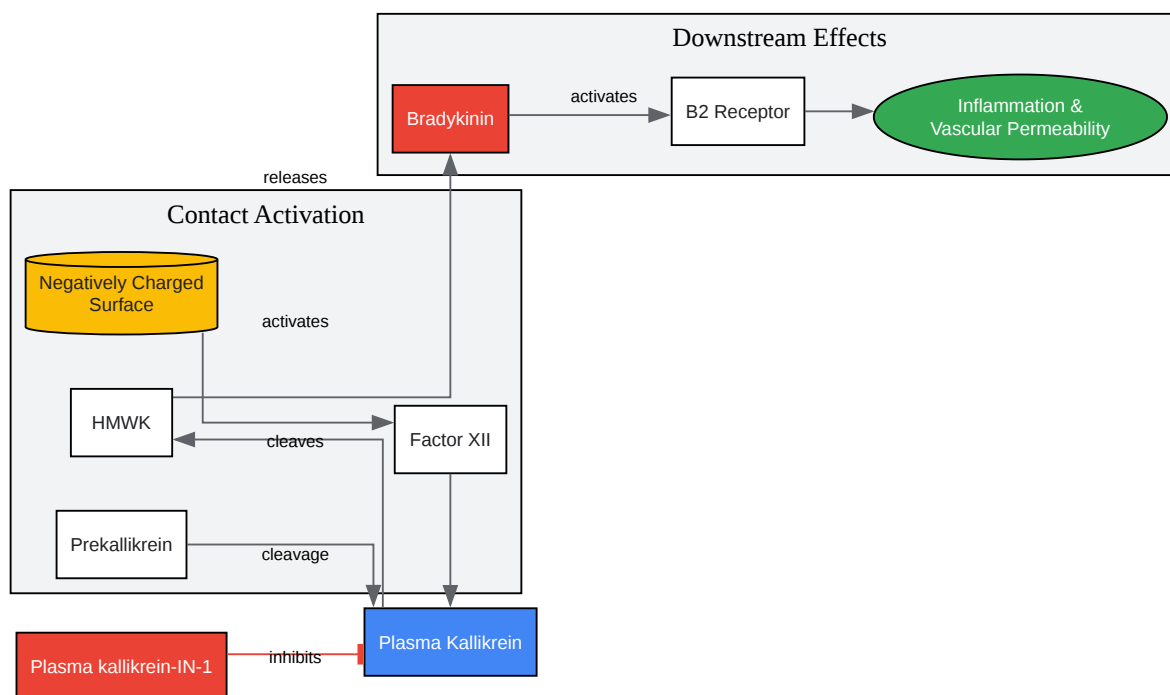 Downstream Effects
Bradykinin
activates
B2 Receptor
Inflammation &
Vascular Permeability
releases
Contact Activation
Negatively Charged
Surface
activates
HMWK
cleaves
Factor XII
Prekallikrein
cleavage
Plasma Kallikrein
Plasma kallikrein-IN-1
inhibits